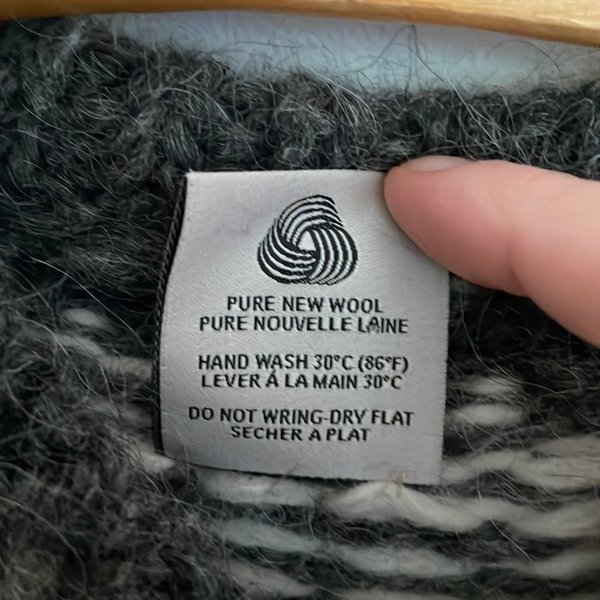 PURE NEW WOOL
PURE NOUVELLE LAINE
HAND WASH 30°C (86°F)
LEVER Á LA MAIN 30°C
DO NOT WRING-DRY FLAT
SECHER A PLAT